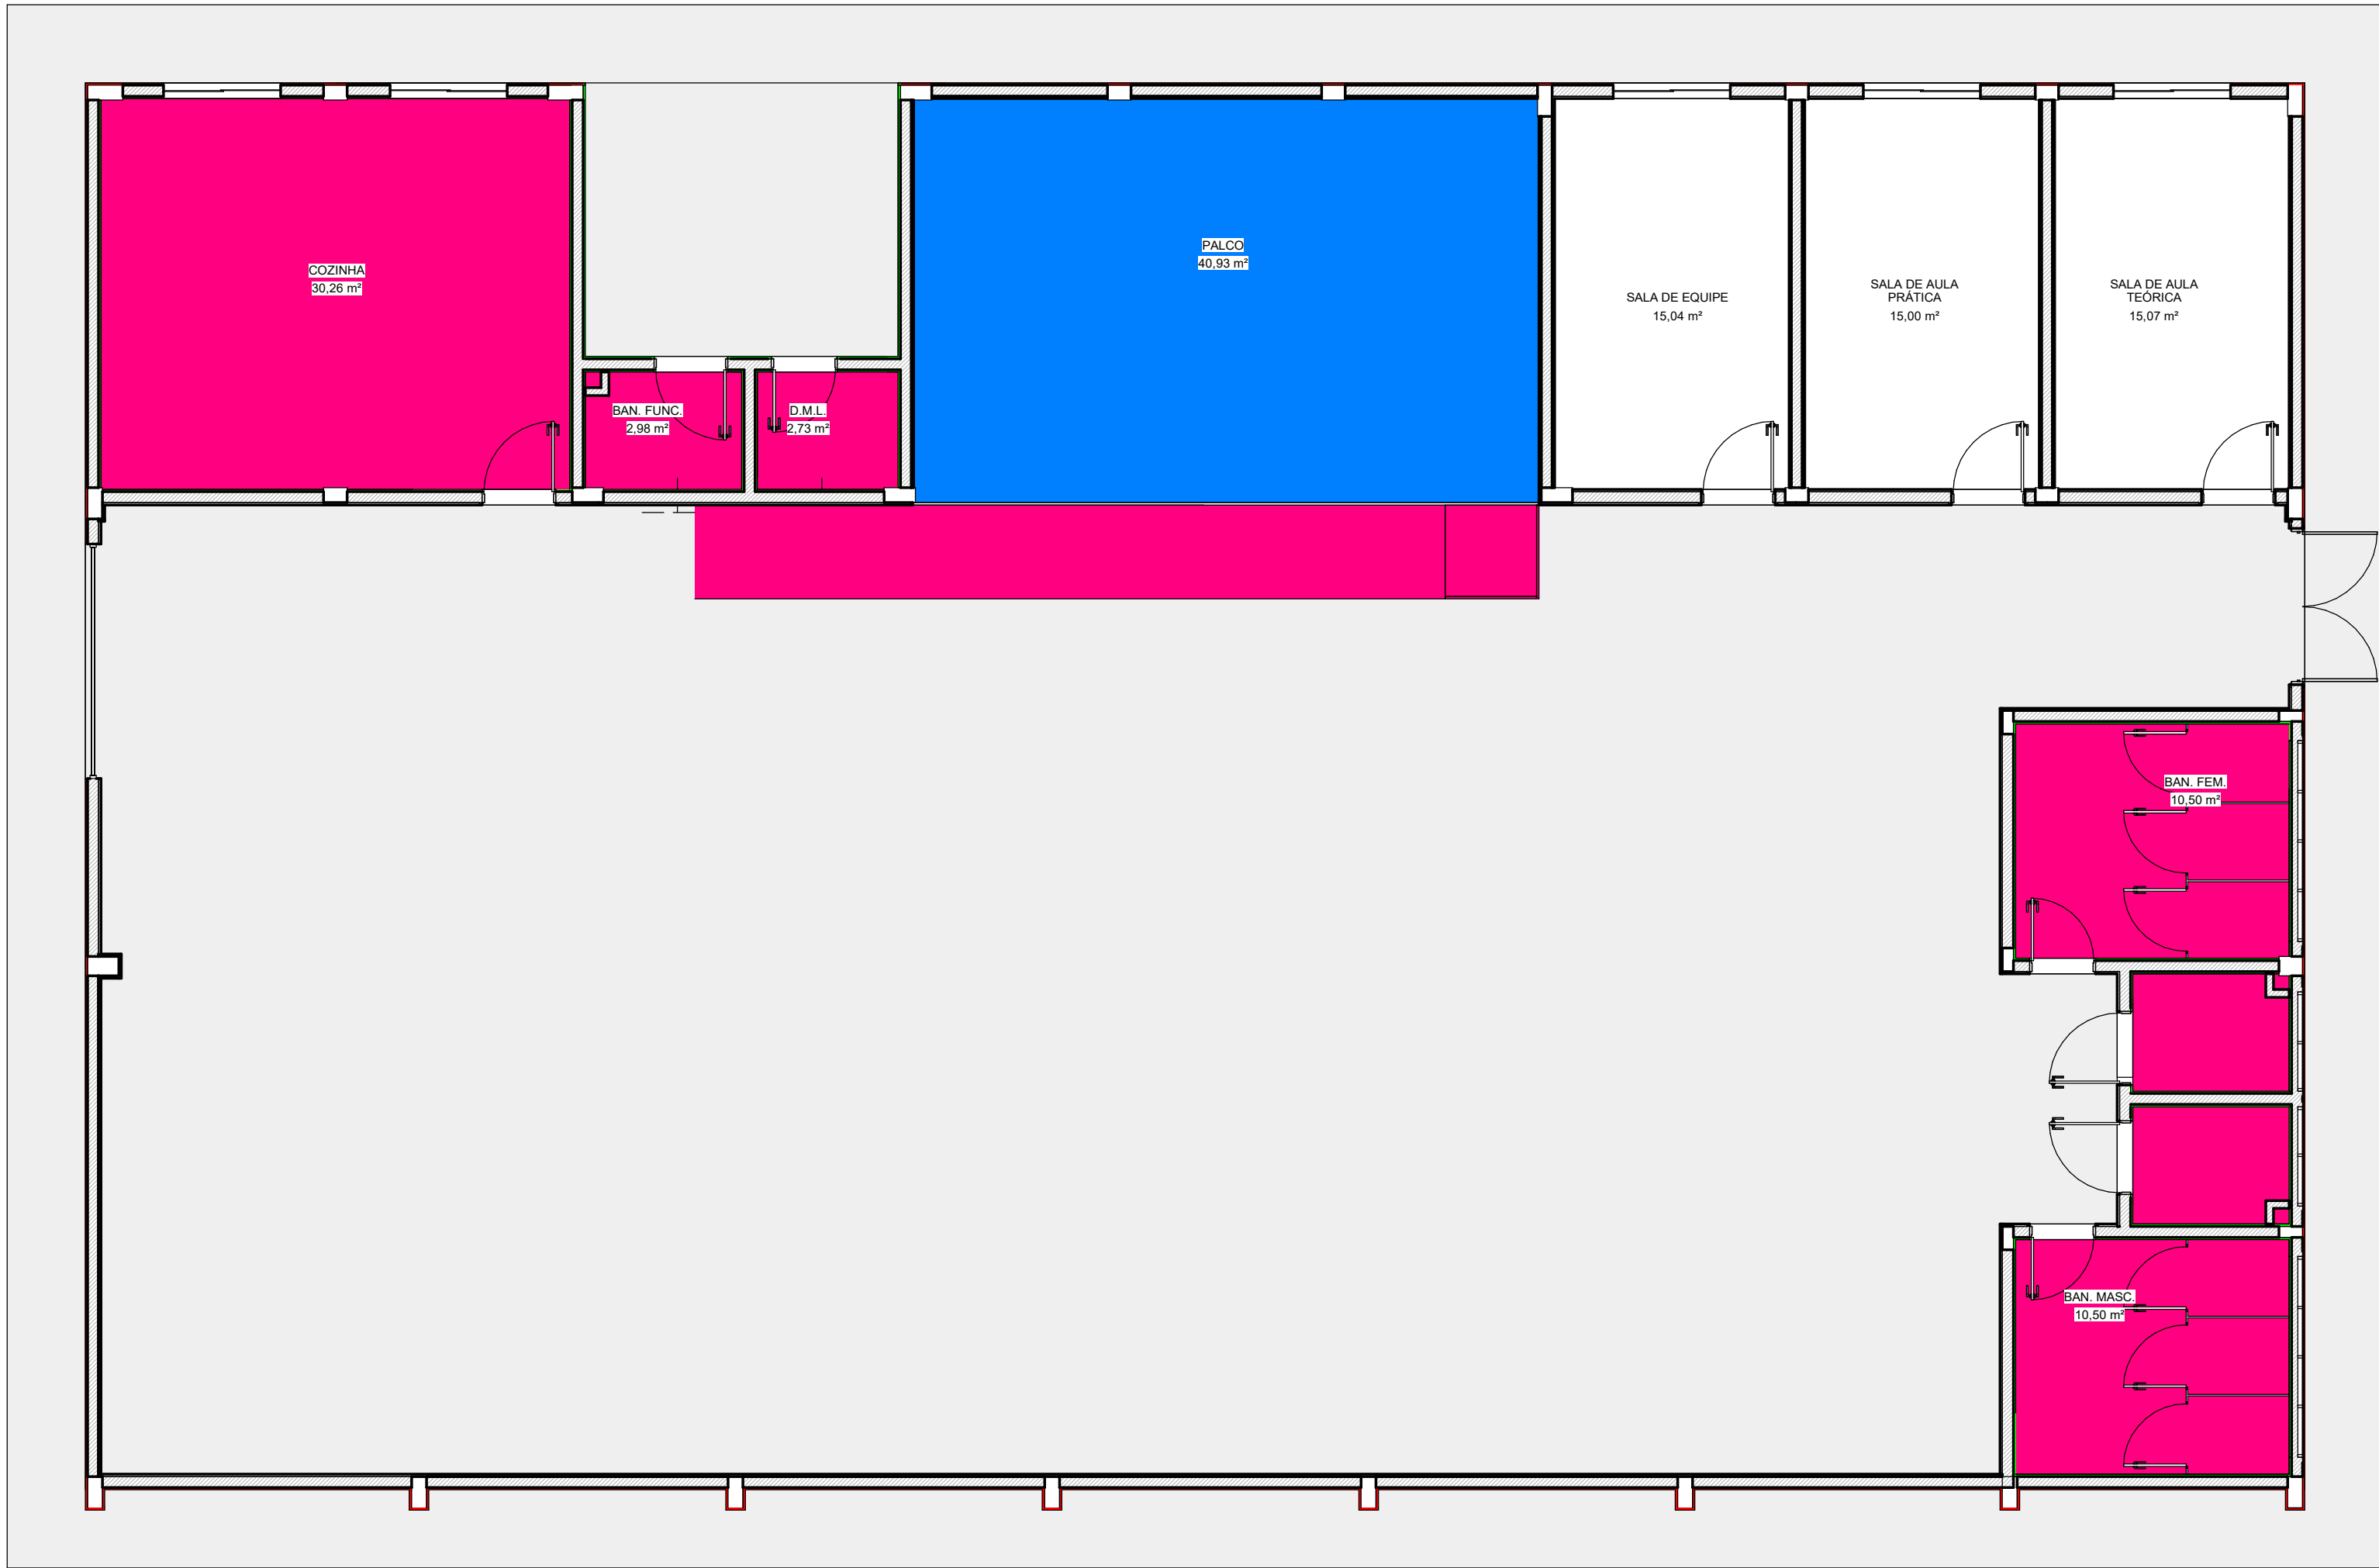 COZINHA
30,26 m²
PALCO
40,93 m²
SALA DE EQUIPE
15,04 m²
SALA DE AULA
PRÁTICA
15,00 m²
SALA DE AULA
TEÓRICA
15,07 m²
BAN. FUNC.
2,98 m²
D.M.L.
2,73 m²
BAN. FEM.
10,50 m²
BAN. MASC.
10,50 m²